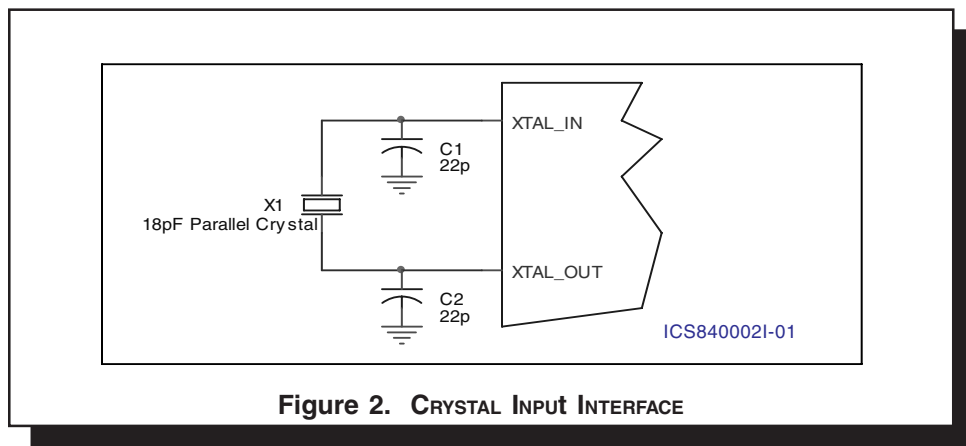 XTAL_IN
C1
22p
X1
18pF Parallel Crystal
XTAL_OUT
C2
22p
ICS840002I-01
Figure 2. CRYSTAL INPUt INTERFACE